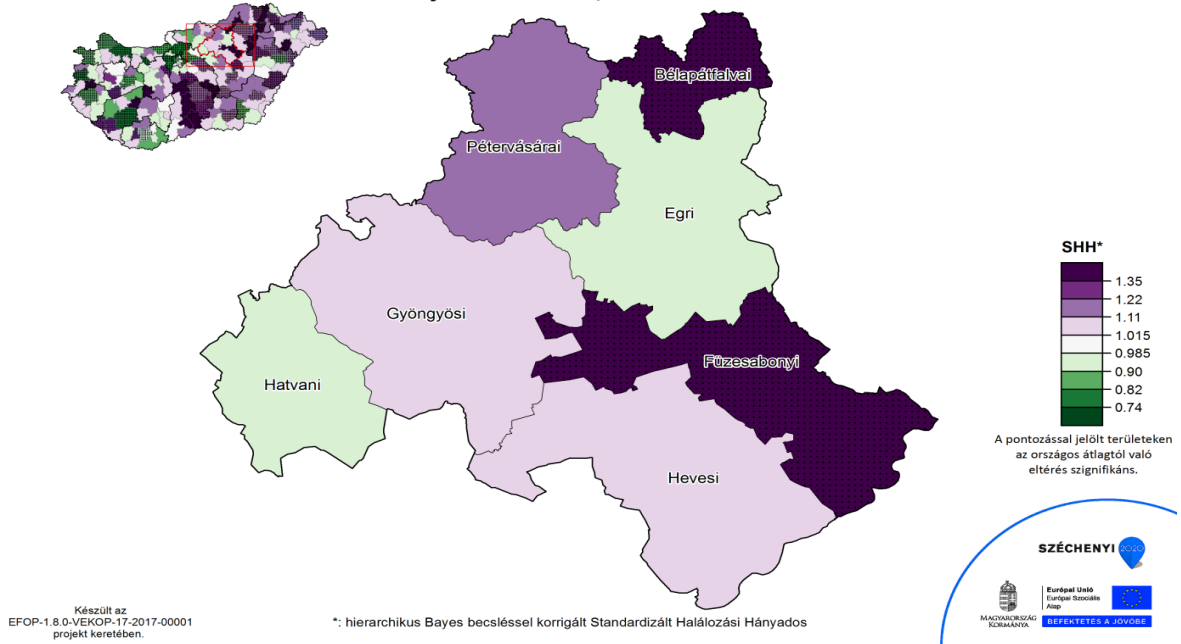 Bélapátfalvai
Pétervásárai
Egri
Gyöngyösi
Füzesabonyi
Hatvani
Hevesi
SHH*
1.35
1.22
1.11
1.015
0.985
0.90
0.82
0.74
A pontozással jelölt területeken
az országos átlagtól való
eltérés szignifikáns.
Készült az
EFOP-1.8.0-VEKOP-17-2017-00001
projekt keretében.
*: hierarchikus Bayes becsléssel korrigált Standardizált Halálozási Hányados
SZÉCHENYI 2020
MAGYARORSZÁG
KORMÁNYA
Európai Unió
Európai Szociális
Alap
BEFEKTETÉS A JÖVŐBE